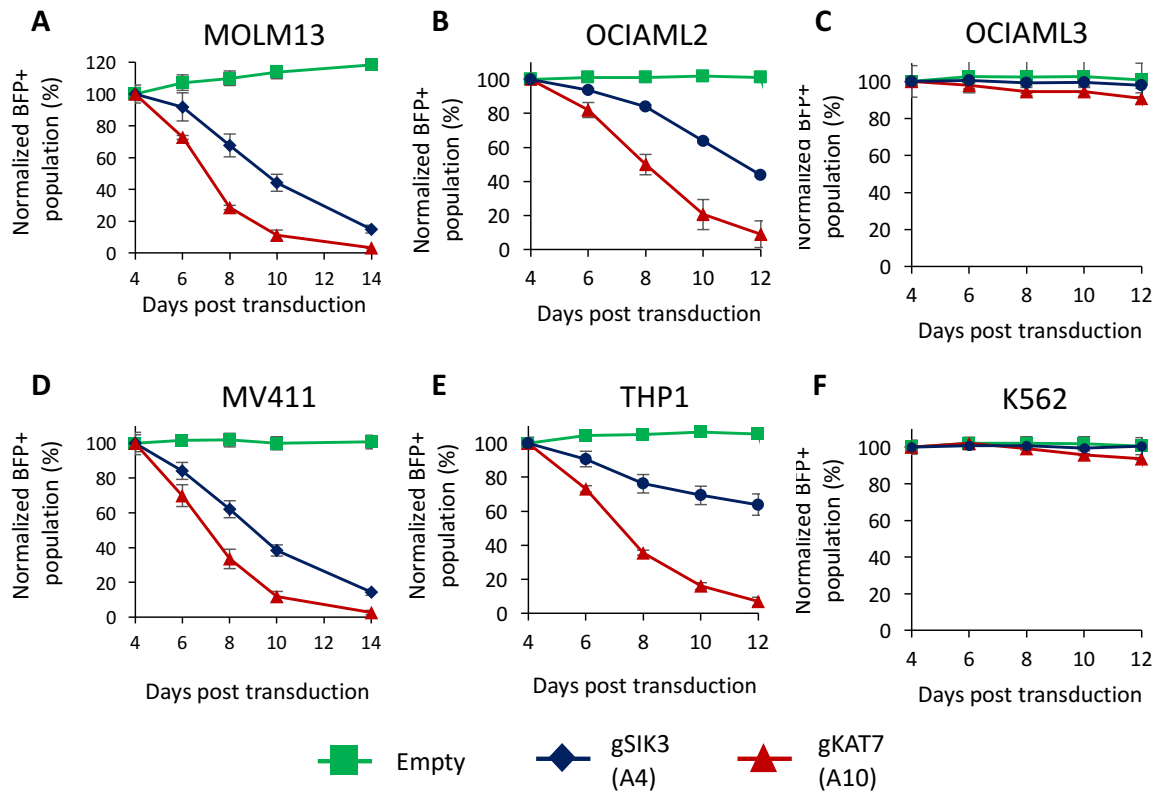 A
MOLM13
Normalized BFP+
population (%)
120
100
80
60
40
20
0
4 6 8 10 12 14
Days post transduction
B
OCIAML2
Normalized BFP+
population (%)
100
80
60
40
20
0
4 6 8 10 12
Days post transduction
C
OCIAML3
Normalized BFP+
population (%)
100
80
60
40
20
0
4 6 8 10 12
Days post transduction
D
MV411
Normalized BFP+
population (%)
100
80
60
40
20
0
4 6 8 10 12 14
Days post transduction
E
THP1
Normalized BFP+
population (%)
100
80
60
40
20
0
4 6 8 10 12
Days post transduction
F
K562
Normalized BFP+
population (%)
100
80
60
40
20
0
4 6 8 10 12
Days post transduction
Empty
gSIK3
(A4)
gKAT7
(A10)